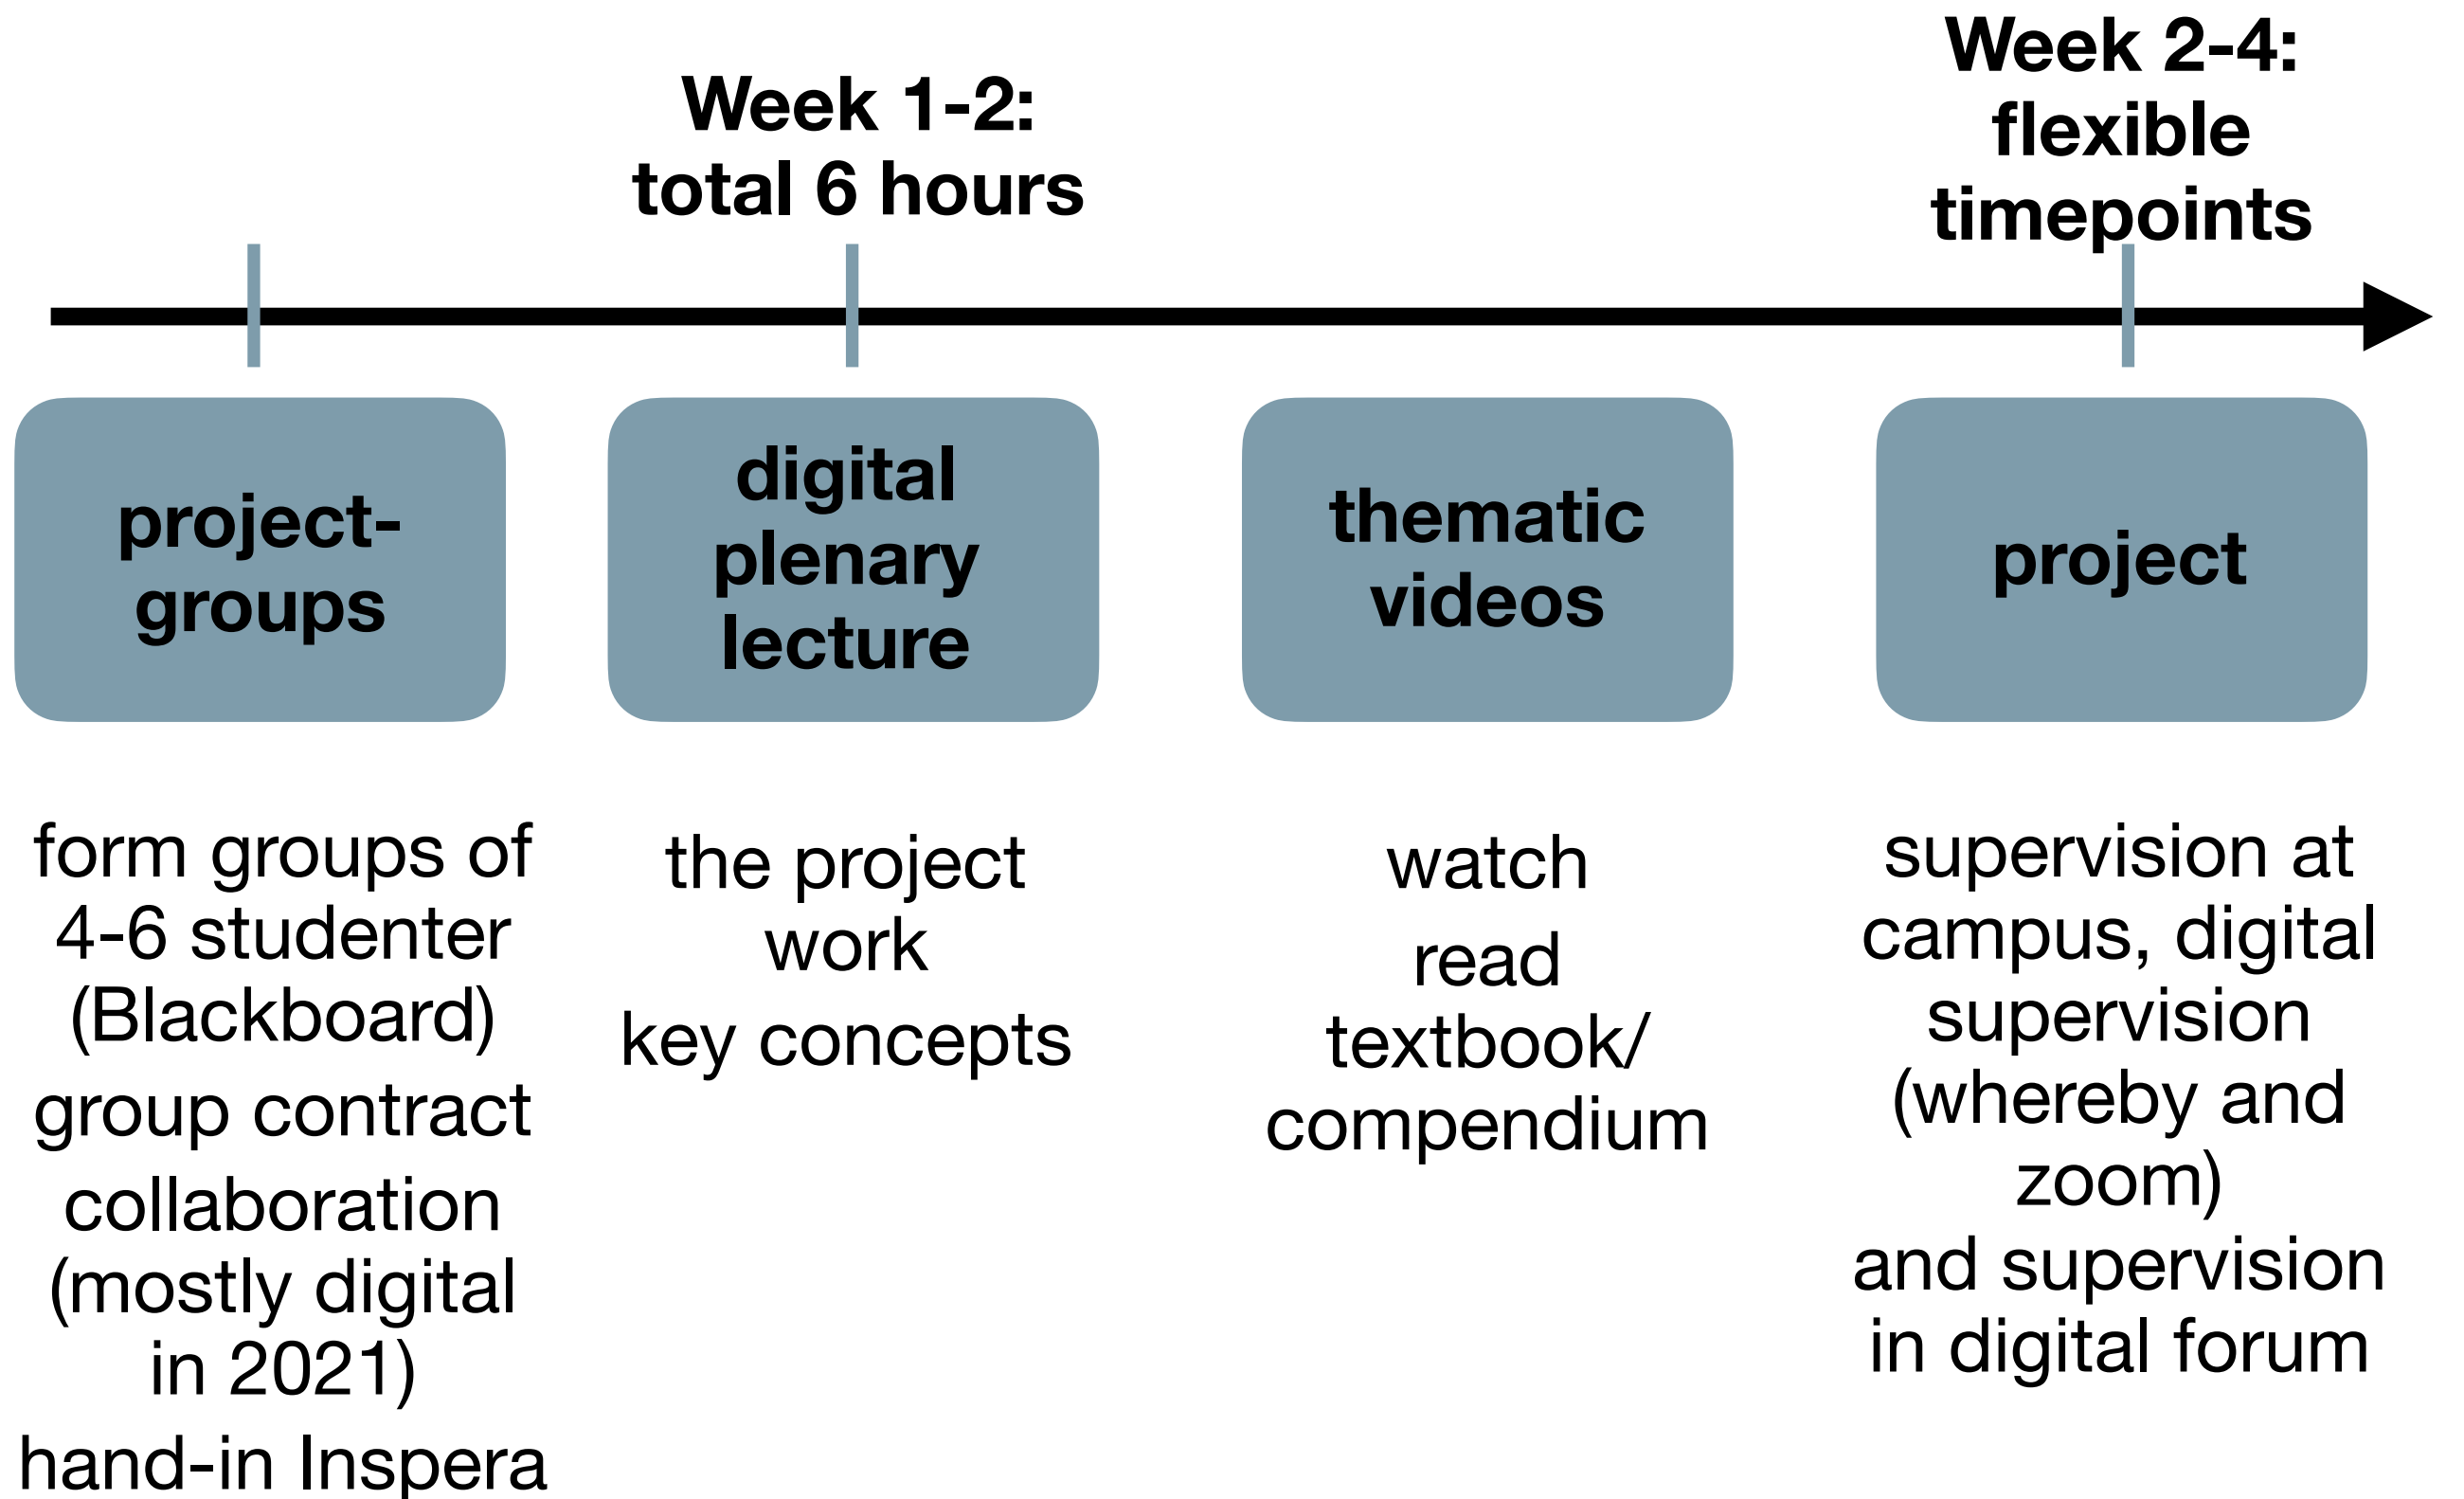 Week 1-2:
total 6 hours
Week 2-4:
flexible
timepoints
project-
groups
digital
plenary
lecture
thematic
videos
project
form groups of
4-6 studenter
(Blackboard)
group contract
collaboration
(mostly digital
in 2021)
hand-in Inspera
the project
work
key concepts
watch
read
textbook/
compendium
supervision at
campus, digital
supervision
(whereby and
zoom)
and supervision
in digital forum